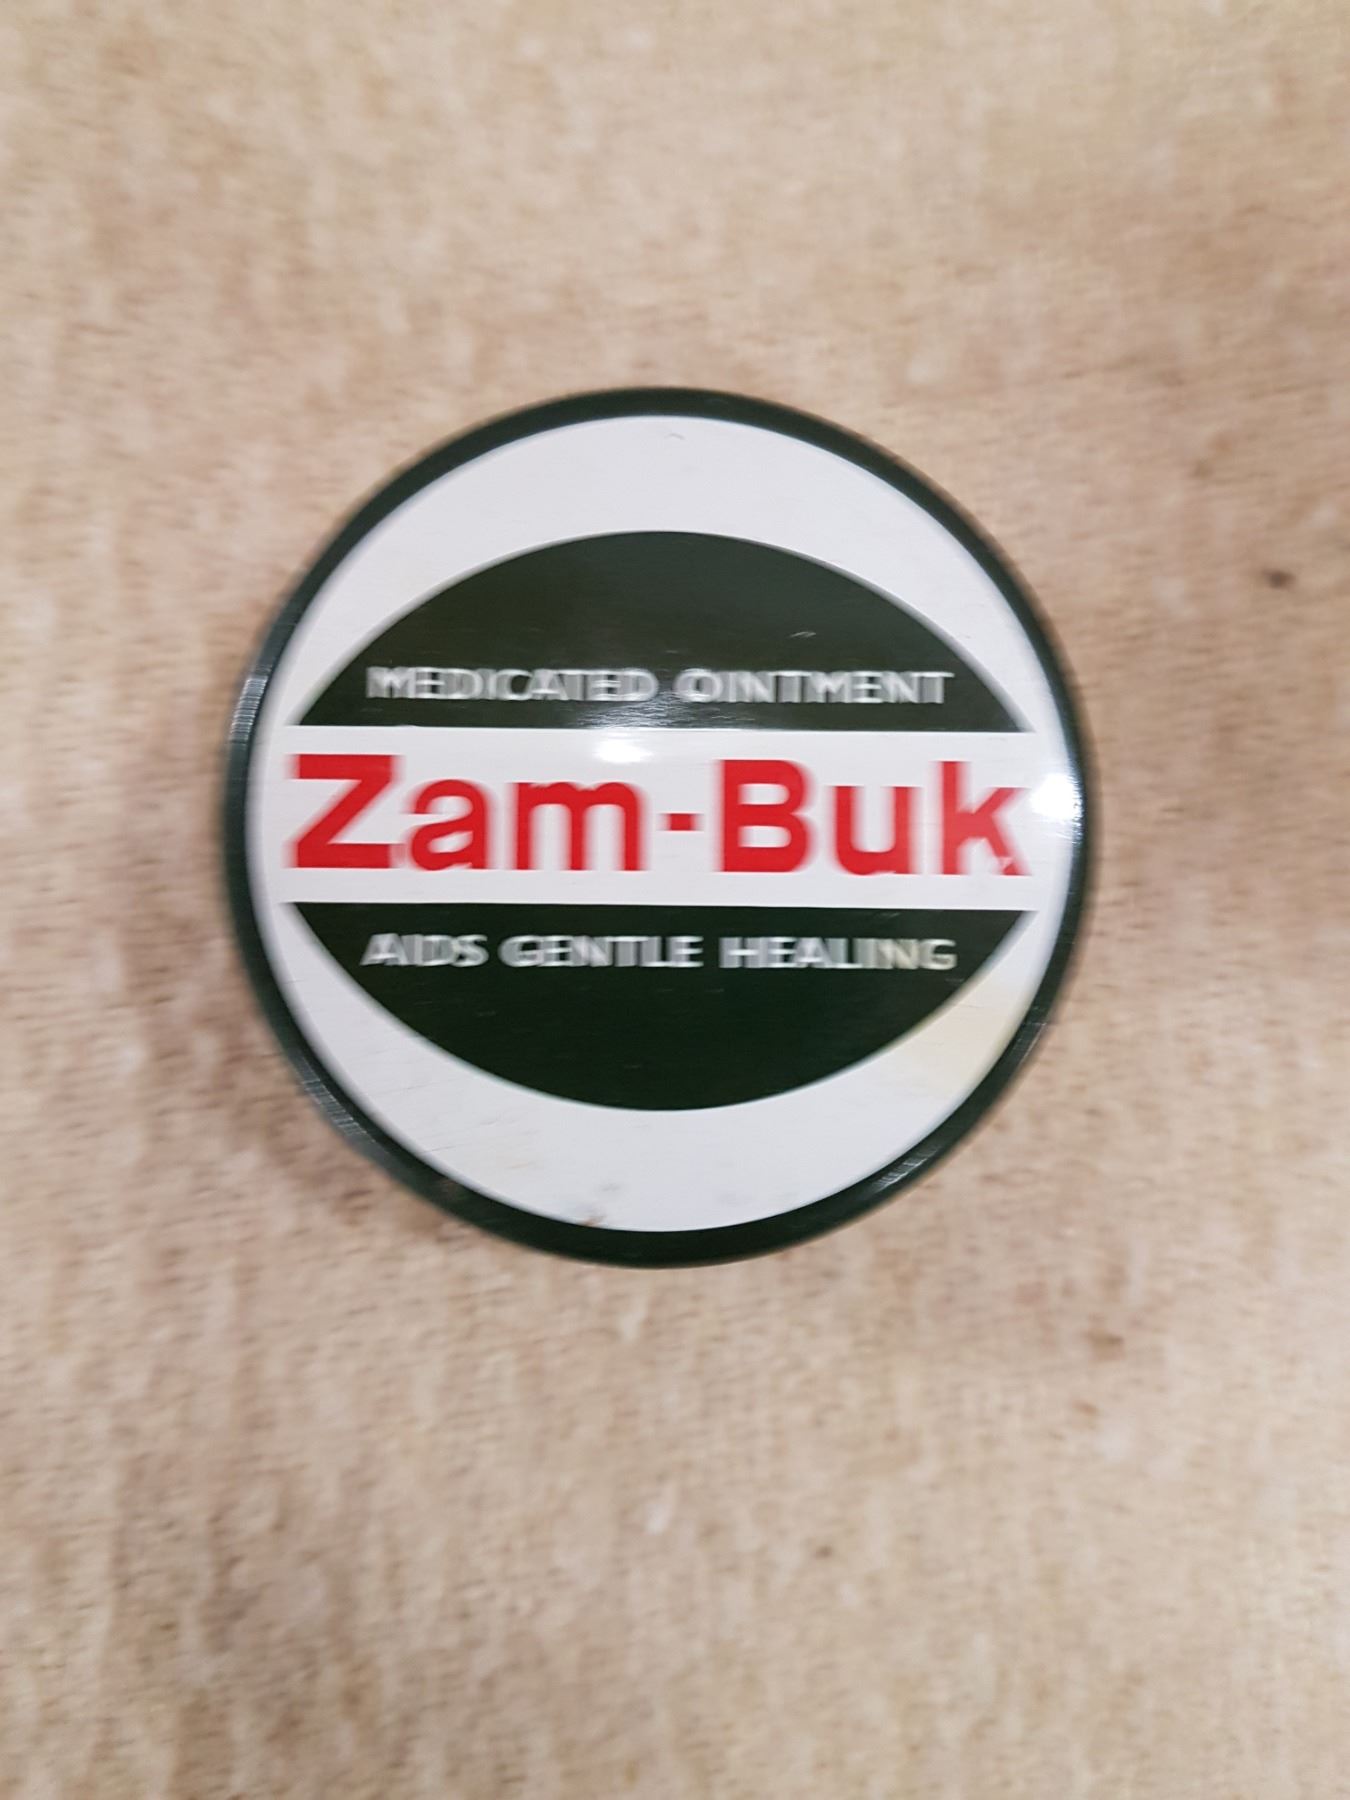 MEDICATED OINTMENT
Zam-Buk
AIDS GENTLE HEALING